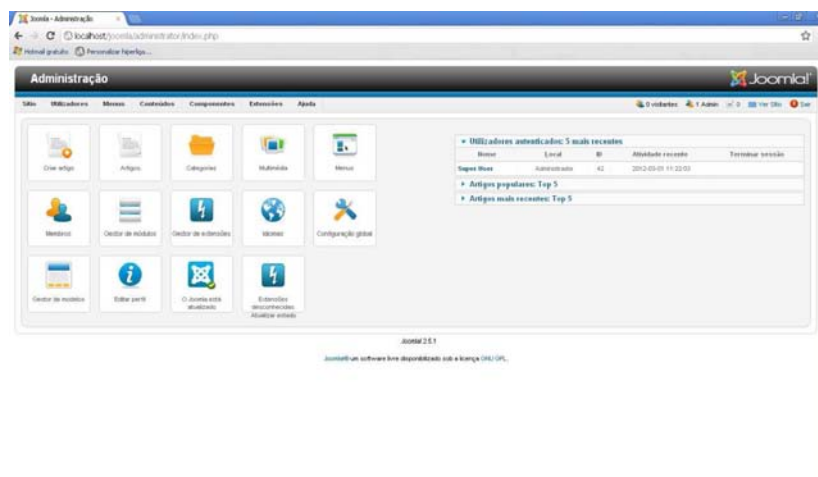 Joomla - Administração
localhost/joomla/administrator/index.php
Hotmail gratuito Personalizar hiperliga...
Administração
Joomla!
Sítio Utilizadores Menus Conteúdos Componentes Extensões Ajuda
0 visitantes 1 Admin 0 Ver Sítio Sair
Criar artigo Artigos Categorias Multimédia Menus
Membros Gestor de módulos Gestor de extensões Idiomas Configuração global
Gestor de modelos Editar perfil O Joomla está atualizado Extensões desconhecidas Atualizar estado
Utilizadores autenticados: 5 mais recentes
Nome Local ID Atividade recente Terminar sessão
Super User Administrador 42 2012-03-01 11:22:53
Artigos populares: Top 5
Artigos mais recentes: Top 5
Joomla! 2.5.1
Joomla!® um software livre disponibilizado sob a licença GNU GPL.